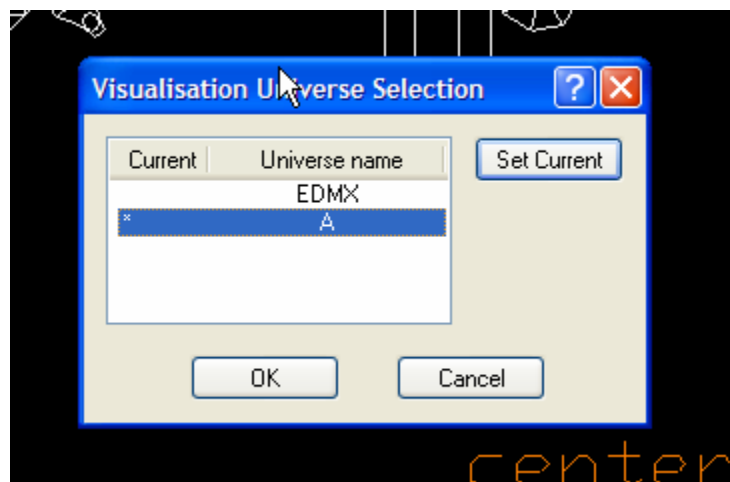 Visualisation Universe Selection
Current Universe name Set Current
EDMX
* A
OK Cancel
center